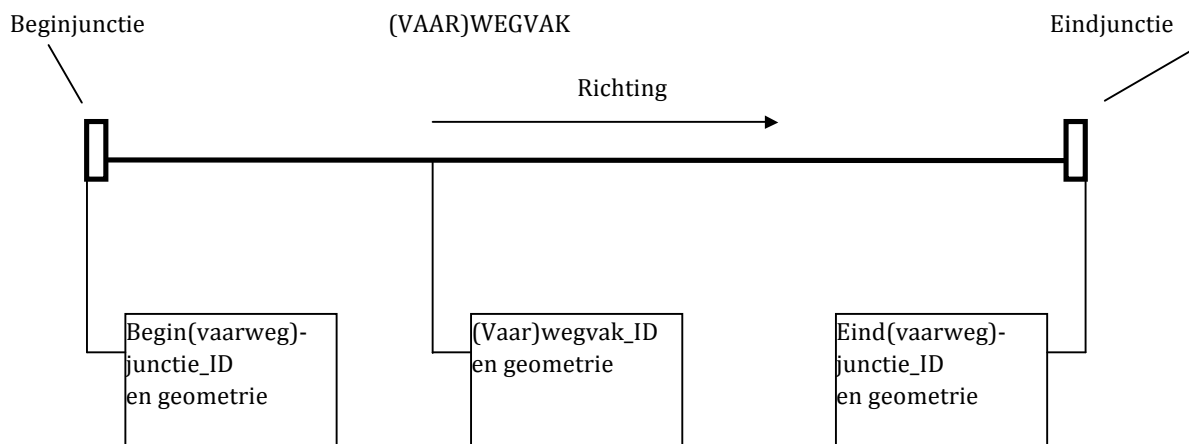 Beginjunctie
(VAAR)WEGVAK
Eindjunctie
Richting
Begin(vaarweg)-
junctie_ID
en geometrie
(Vaar)wegvak_ID
en geometrie
Eind(vaarweg)-
junctie_ID
en geometrie